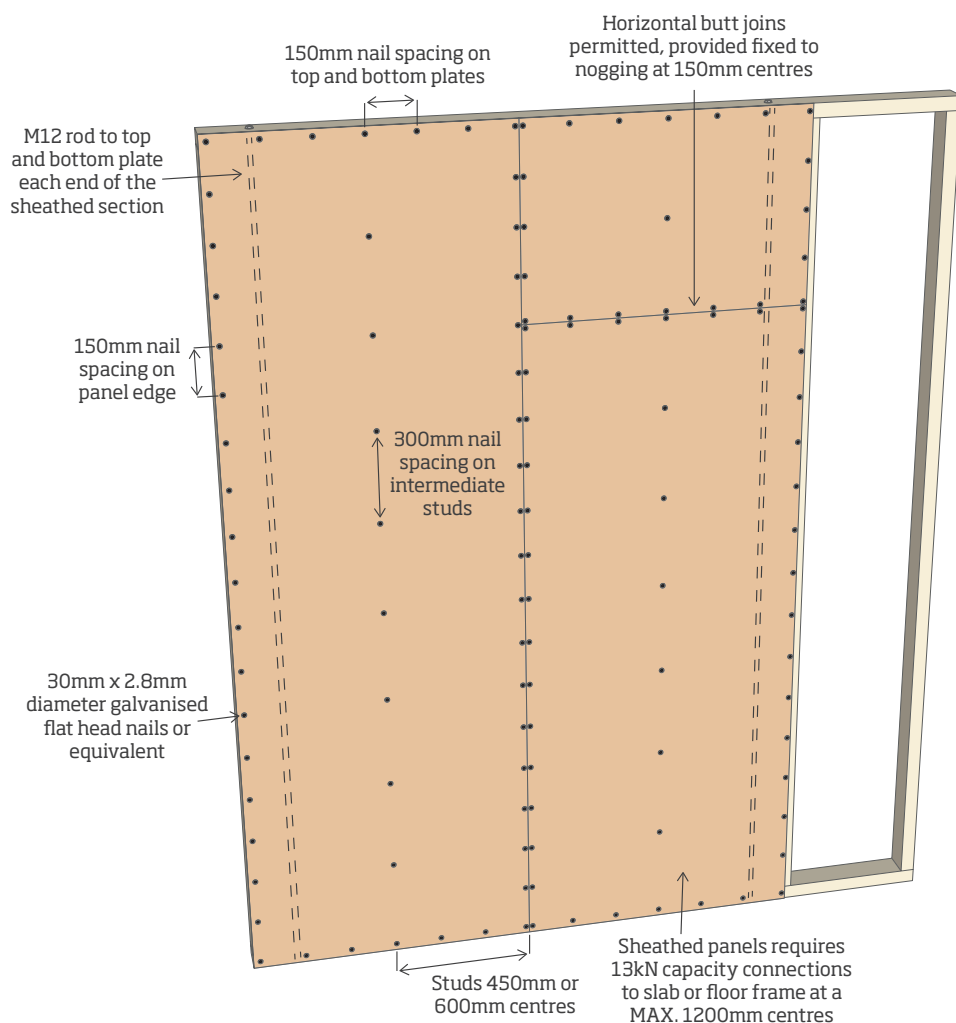 Horizontal butt joins
permitted, provided fixed to
nogging at 150mm centres
150mm nail spacing on
top and bottom plates
M12 rod to top
and bottom plate
each end of the
sheathed section
150mm nail
spacing on
panel edge
300mm nail
spacing on
intermediate
studs
30mm x 2.8mm
diameter galvanised
flat head nails or
equivalent
Studs 450mm or
600mm centres
Sheathed panels requires
13kN capacity connections
to slab or floor frame at a
MAX. 1200mm centres